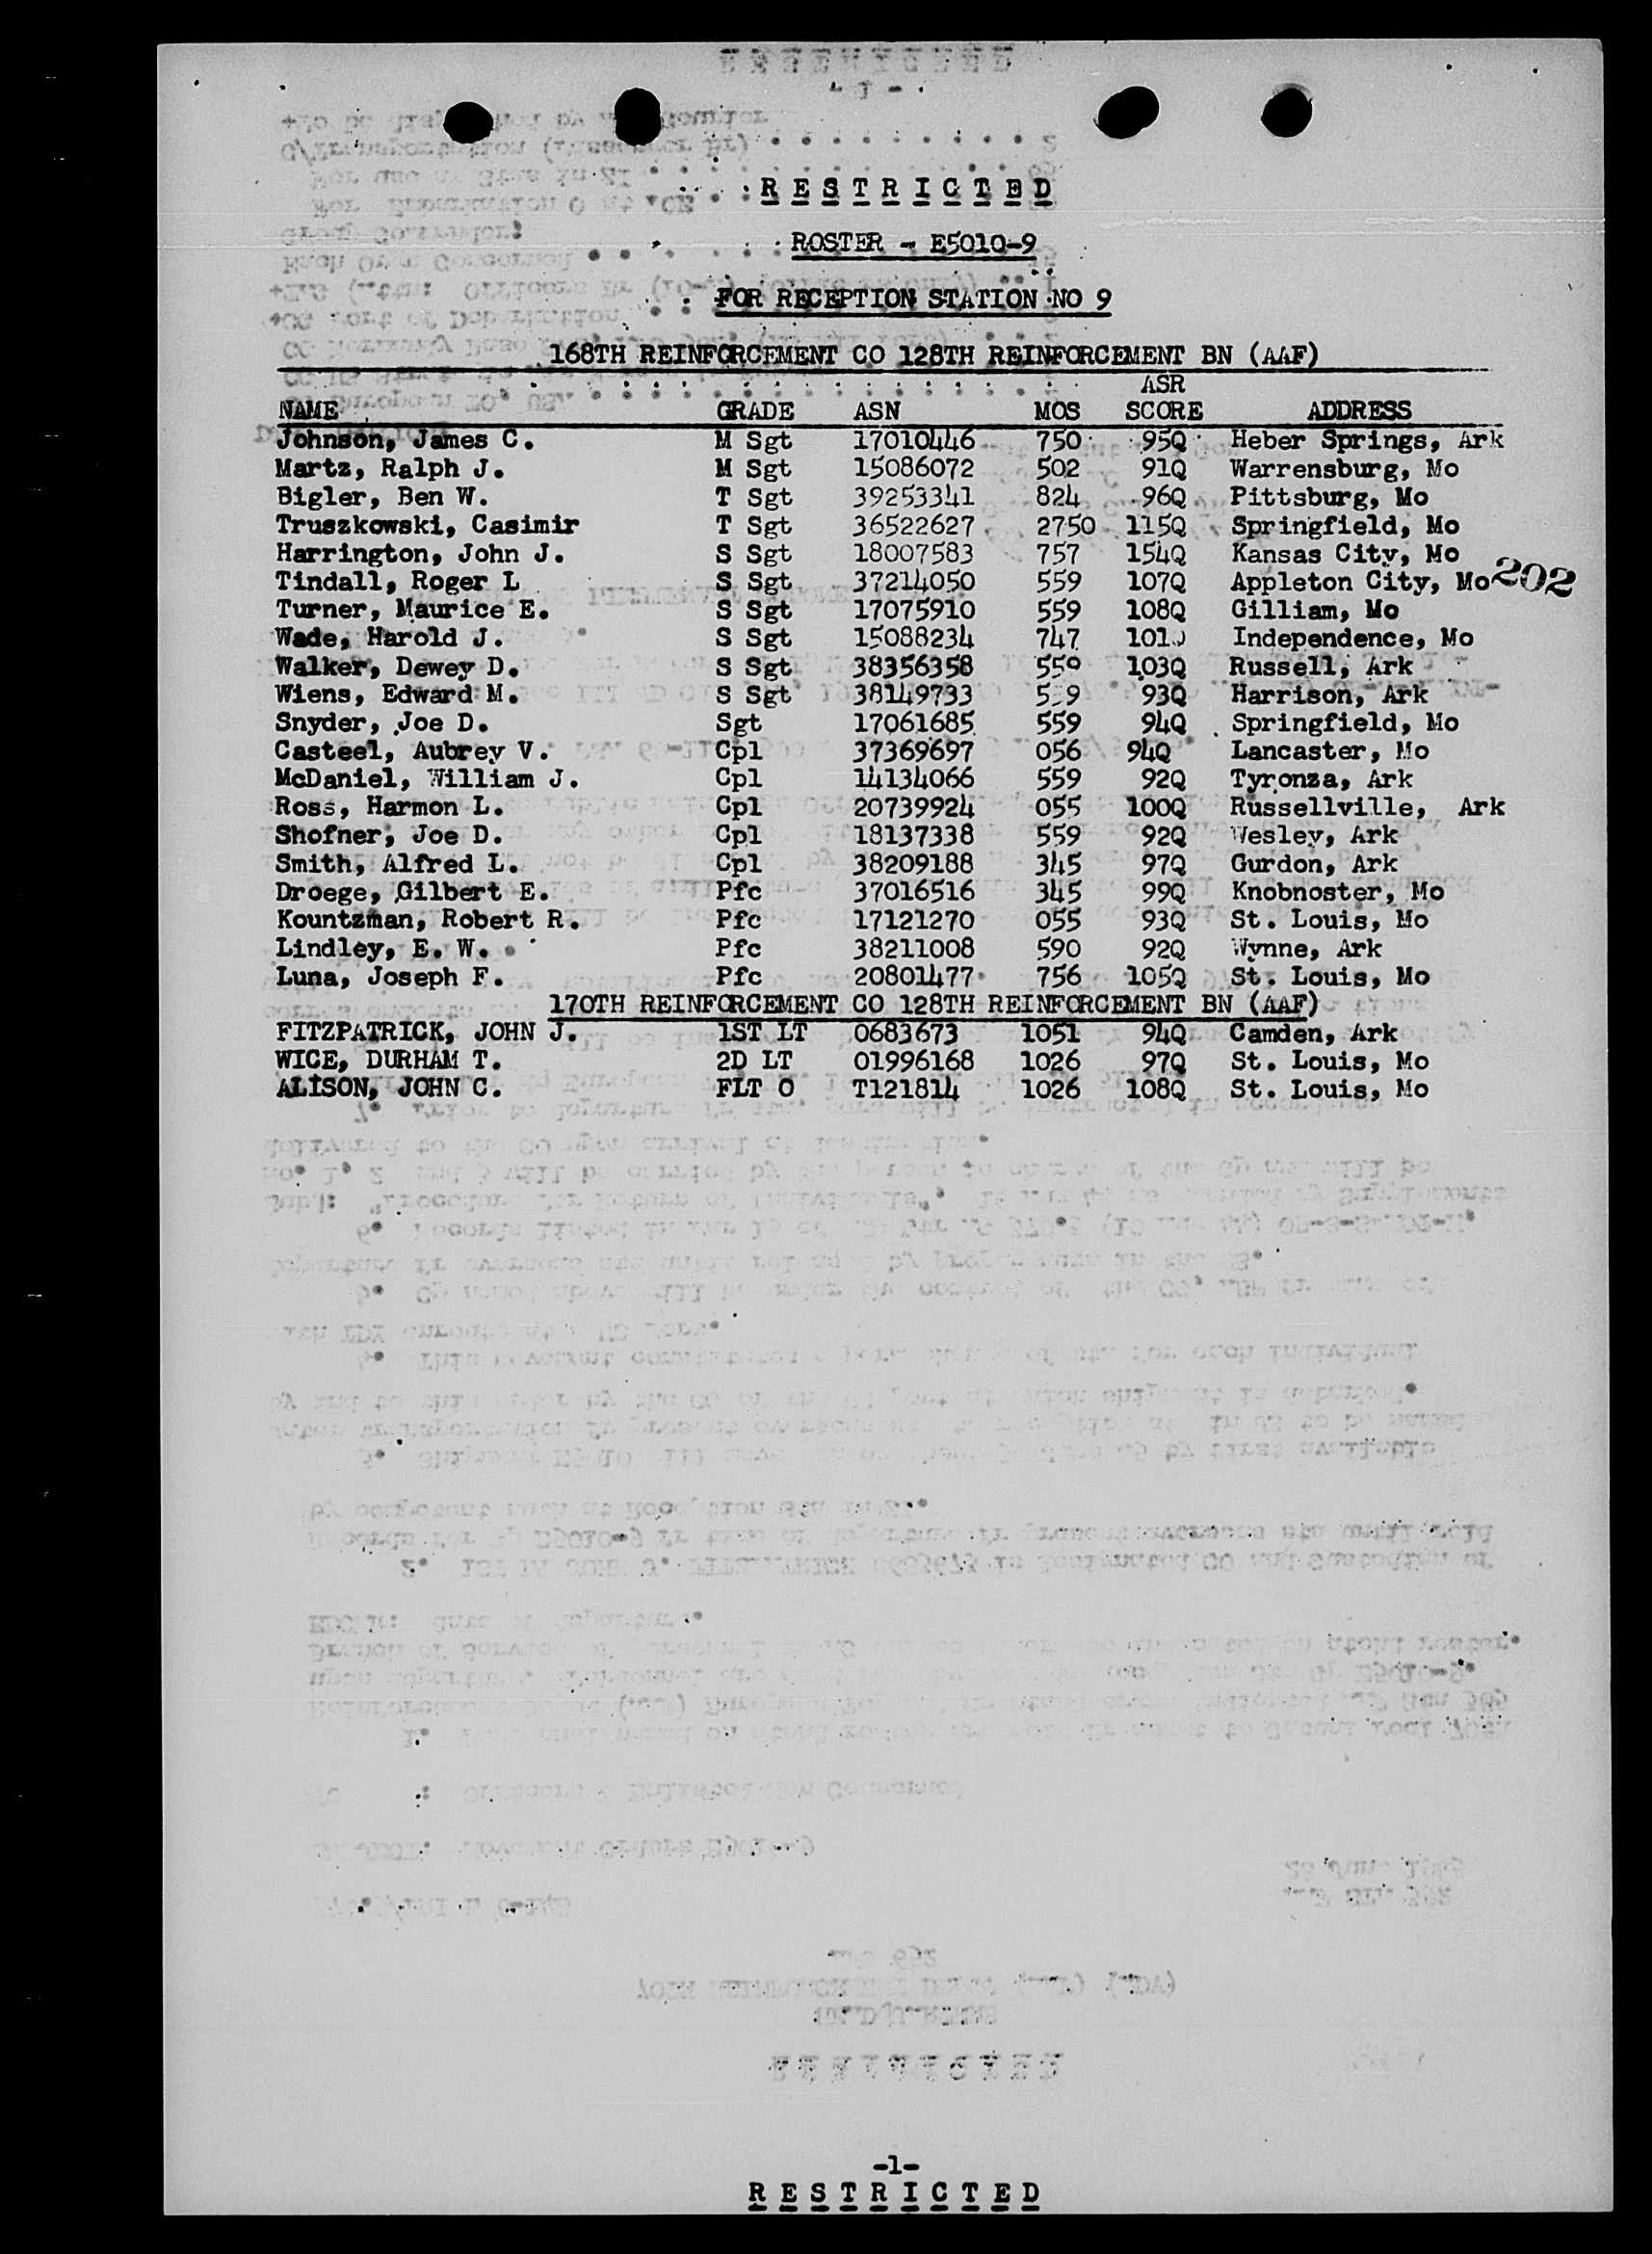 RESTRICTED
ROSTER - E5010-9
FOR RECEPTION STATION NO 9
168TH REINFORCEMENT CO 128TH REINFORCEMENT BN (AAF)
ASR
NAME GRADE ASN MOS SCORE ADDRESS
Johnson, James C. M Sgt 17010446 750 95Q Heber Springs, Ark
Martz, Ralph J. M Sgt 15086072 502 91Q Warrensburg, Mo
Bigler, Ben W. T Sgt 39253341 824 96Q Pittsburg, Mo
Truszkowski, Casimir T Sgt 36522627 2750 115Q Springfield, Mo
Harrington, John J. S Sgt 18007583 757 154Q Kansas City, Mo
Tindall, Roger L S Sgt 37214050 559 107Q Appleton City, Mo 202
Turner, Maurice E. S Sgt 17075910 559 108Q Gilliam, Mo
Wade, Harold J. S Sgt 15088234 747 Independence, Mo
Walker, Dewey D. S Sgt 38356358 559 103Q Russell, Ark
Wiens, Edward M. S Sgt 38149733 93Q Harrison, Ark
Snyder, Joe D. Sgt 17061685 559 94Q Springfield, Mo
Casteel, Aubrey V. Cpl 37369697 056 94Q Lancaster, Mo
McDaniel, William J. Cpl 14134066 559 92Q Tyronza, Ark
Ross, Harmon L. Cpl 20739924 055 100Q Russellville, Ark
Shofner, Joe D. Cpl 18137338 559 92Q Wesley, Ark
Smith, Alfred L. Cpl 38209188 345 97Q Gurdon, Ark
Droege, Gilbert E. Pfc 37016516 345 99Q Knobnoster, Mo
Kountzman, Robert R. Pfc 17121270 055 93Q St. Louis, Mo
Lindley, E. W. Pfc 38211008 590 92Q Wynne, Ark
Luna, Joseph F. Pfc 20801477 756 105Q St. Louis, Mo
170TH REINFORCEMENT CO 128TH REINFORCEMENT BN (AAF)
FITZPATRICK, JOHN J. 1ST LT 0683673 1051 94Q Camden, Ark
WICE, DURHAM T. 2D LT 01996168 1026 97Q St. Louis, Mo
ALISON, JOHN C. FLT O T121814 1026 108Q St. Louis, Mo
-1-
RESTRICTED